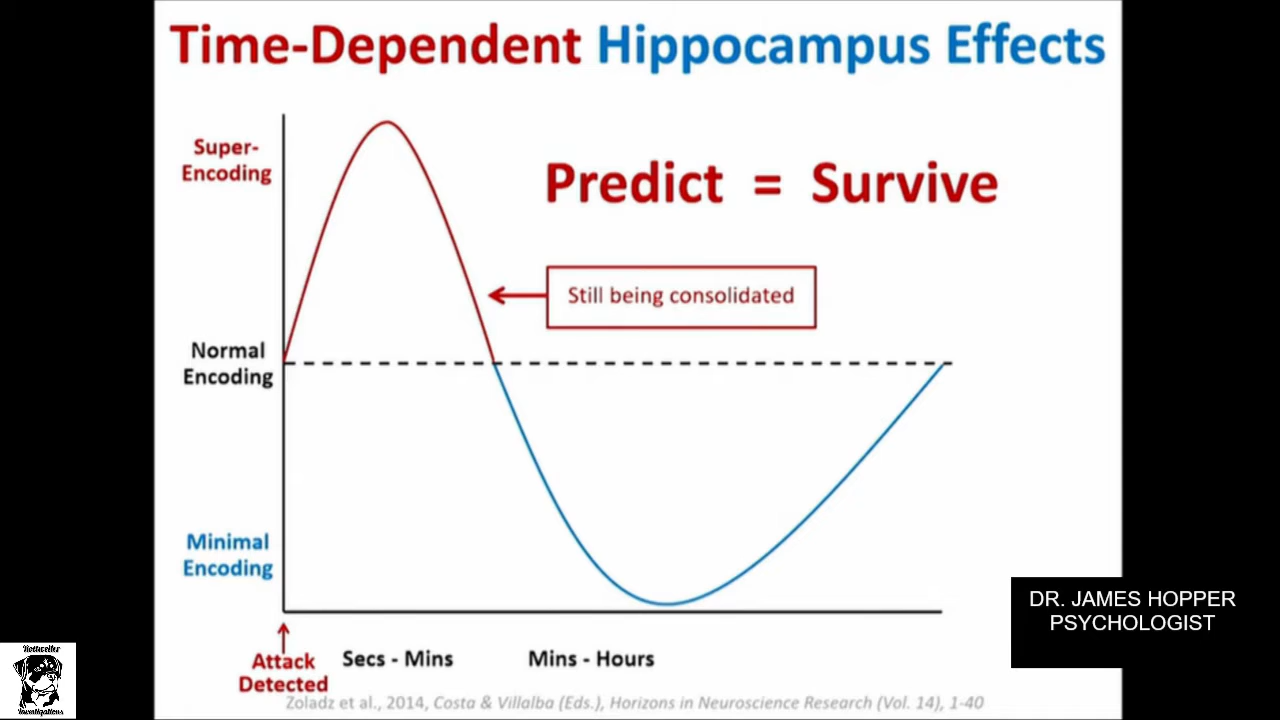 Time-Dependent Hippocampus Effects
Super-
Encoding
Predict = Survive
Still being consolidated
Normal
Encoding
Minimal
Encoding
DR. JAMES HOPPER
PSYCHOLOGIST
Attack
Detected
Secs - Mins
Mins - Hours
Zoladz et al., 2014, Costa & Villalba (Eds.), Horizons in Neuroscience Research (Vol. 14), 1-40
Rottweiler
Investigations